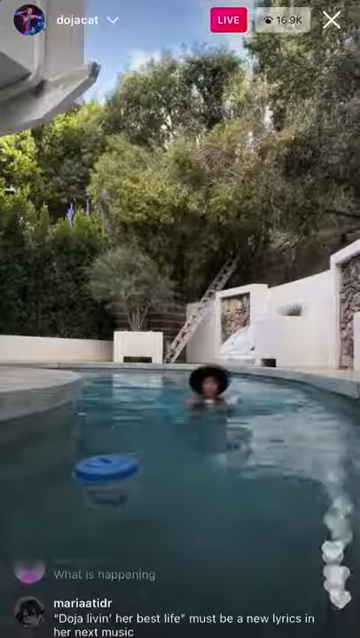 dojacat
LIVE
16.9K
What is happening
mariaatidr
“Doja livin’ her best life” must be a new lyrics in
her next music